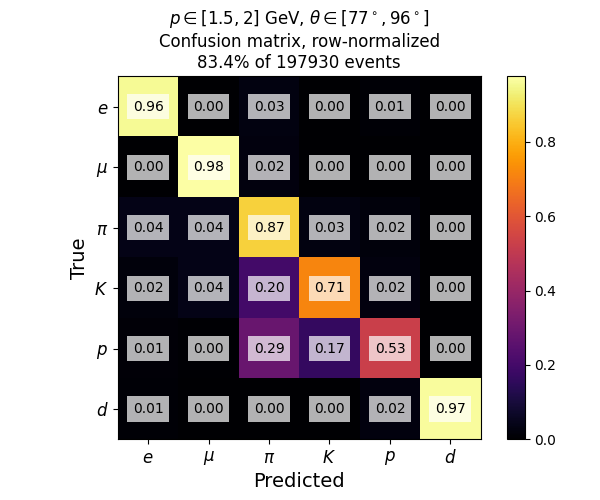 p ∈ [1.5, 2] GeV, θ ∈ [77°, 96°]
Confusion matrix, row-normalized
83.4% of 197930 events
e 0.96 0.00 0.03 0.00 0.01 0.00
μ 0.00 0.98 0.02 0.00 0.00 0.00
π 0.04 0.04 0.87 0.03 0.02 0.00
K 0.02 0.04 0.20 0.71 0.02 0.00
p 0.01 0.00 0.29 0.17 0.53 0.00
d 0.01 0.00 0.00 0.00 0.02 0.97
e μ π K p d
Predicted
True
0.8
0.6
0.4
0.2
0.0